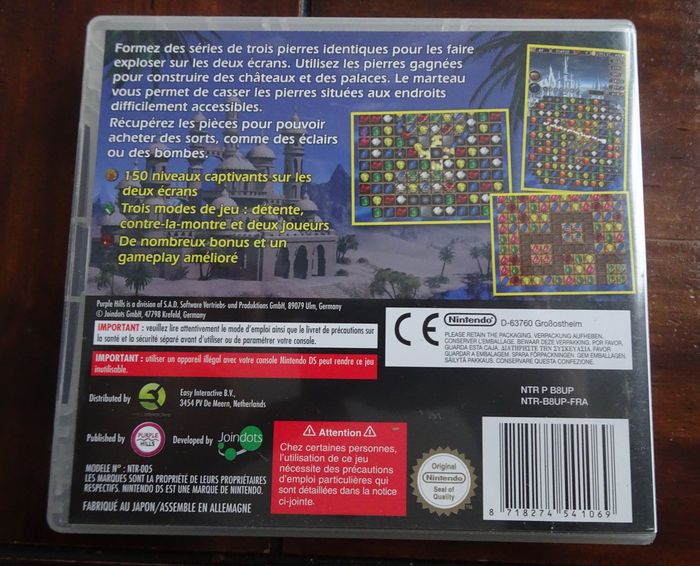 Formez des séries de trois pierres identiques pour les faire
exploser sur les deux écrans. Utilisez les pierres gagnées
pour construire des châteaux et des palaces. Le marteau
vous permet de casser les pierres situées aux endroits
difficilement accessibles.
Récupérez les pièces pour pouvoir
acheter des sorts, comme des éclairs
ou des bombes.
150 niveaux captivants sur les
deux écrans
Trois modes de jeu : détente,
contre-la-montre et deux joueurs
De nombreux bonus et un
gameplay amélioré
Purple Hills is a division of S.A.D. Software Vertriebs- und Produktions GmbH, 89079 Ulm, Germany
© Joindots GmbH, 47798 Krefeld, Germany
IMPORTANT : veuillez lire attentivement le mode d'emploi ainsi que le livret de précautions sur
la santé et la sécurité séparé avant d'utiliser ou de paramétrer votre console.
IMPORTANT : utiliser un appareil illégal avec votre console Nintendo DS peut rendre ce jeu
inutilisable.
CE
Nintendo D-63760 Großostheim
PLEASE RETAIN THE PACKAGING. VERPACKUNG AUFHEBEN.
CONSERVER L'EMBALLAGE. BEWAAR DEZE VERPAKKING. POR FAVOR,
GUARDA ESTA CAJA. ΔΙΑΤΗΡΗΣΤΕ ΤΗΝ ΣΥΣΚΕΥΑΣΙΑ. FAVOR
GUARDAR A EMBALAGEM. SPARA FÖRPACKNINGEN. GEM EMBALLAGEN.
SÄILYTÄ PAKKAUS. CONSERVARE QUESTO INVOLUCRO.
NTR P B8UP
NTR-B8UP-FRA
Distributed by
Easy Interactive B.V.,
3454 PV De Meern, Netherlands
Published by PURPLE HILLS Developed by Joindots
MODELE N° : NTR-005
LES MARQUES SONT LA PROPRIÉTÉ DE LEURS PROPRIÉTAIRES
RESPECTIFS. NINTENDO DS EST UNE MARQUE DE NINTENDO.
FABRIQUÉ AU JAPON/ASSEMBLE EN ALLEMAGNE
Attention
Chez certaines personnes,
l'utilisation de ce jeu
nécessite des précautions
d'emploi particulières qui
sont détaillées dans la notice
ci-jointe.
Original
Nintendo
Seal of
Quality
8 718274 541069